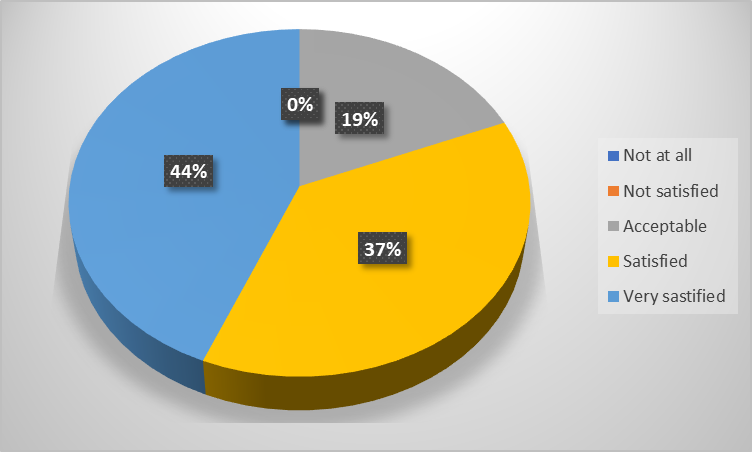 0%
19%
44%
37%
Not at all
Not satisfied
Acceptable
Satisfied
Very sastified